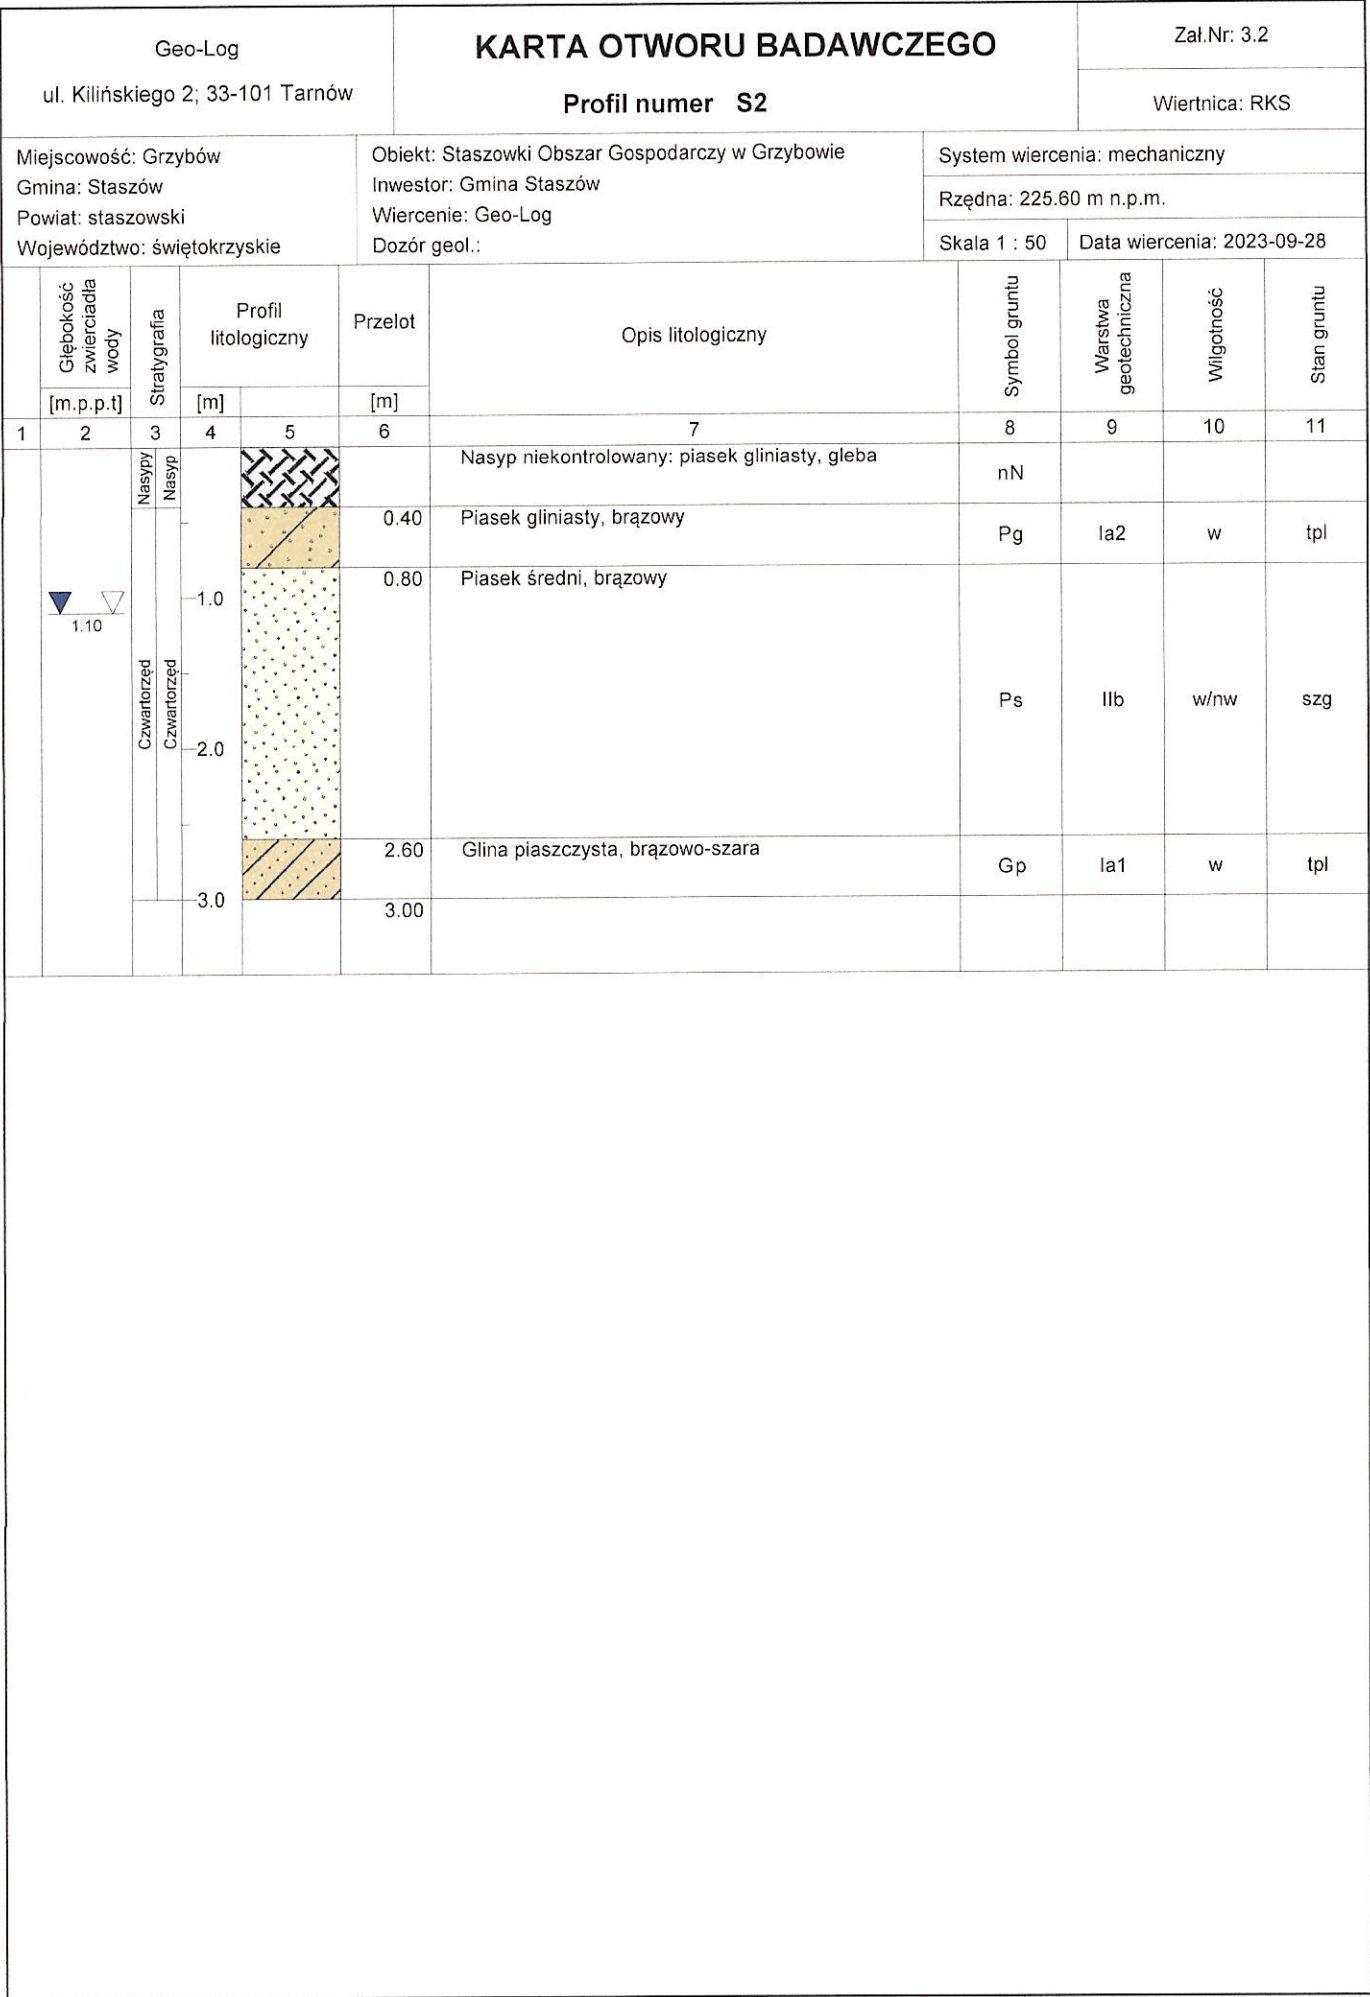 Geo-Log
ul. Kilińskiego 2; 33-101 Tarnów
KARTA OTWORU BADAWCZEGO
Profil numer S2
Zał.Nr: 3.2
Wiertnica: RKS
Miejscowość: Grzybów
Gmina: Staszów
Powiat: staszowski
Województwo: świętokrzyskie
Obiekt: Staszowki Obszar Gospodarczy w Grzybowie
Inwestor: Gmina Staszów
Wiercenie: Geo-Log
Dozór geol.:
System wiercenia: mechaniczny
Rzędna: 225.60 m n.p.m.
Skala 1 : 50
Data wiercenia: 2023-09-28
Głębokość
zwierciadła
wody
[m.p.p.t]
Stratygrafia
Profil
litologiczny
[m]
Przelot
[m]
Opis litologiczny
Symbol gruntu
Warstwa
geotechniczna
Wilgotność
Stan gruntu
1 2 3 4 5 6 7 8 9 10 11
Nasypy
Nasyp
Nasyp niekontrolowany: piasek gliniasty, gleba
nN
0.40 Piasek gliniasty, brązowy
Pg Ia2 w tpl
0.80 Piasek średni, brązowy
1.0
1.10
Czwartorzęd
Czwartorzęd
Ps IIb w/nw szg
2.0
2.60 Glina piaszczysta, brązowo-szara
Gp Ia1 w tpl
3.0
3.00